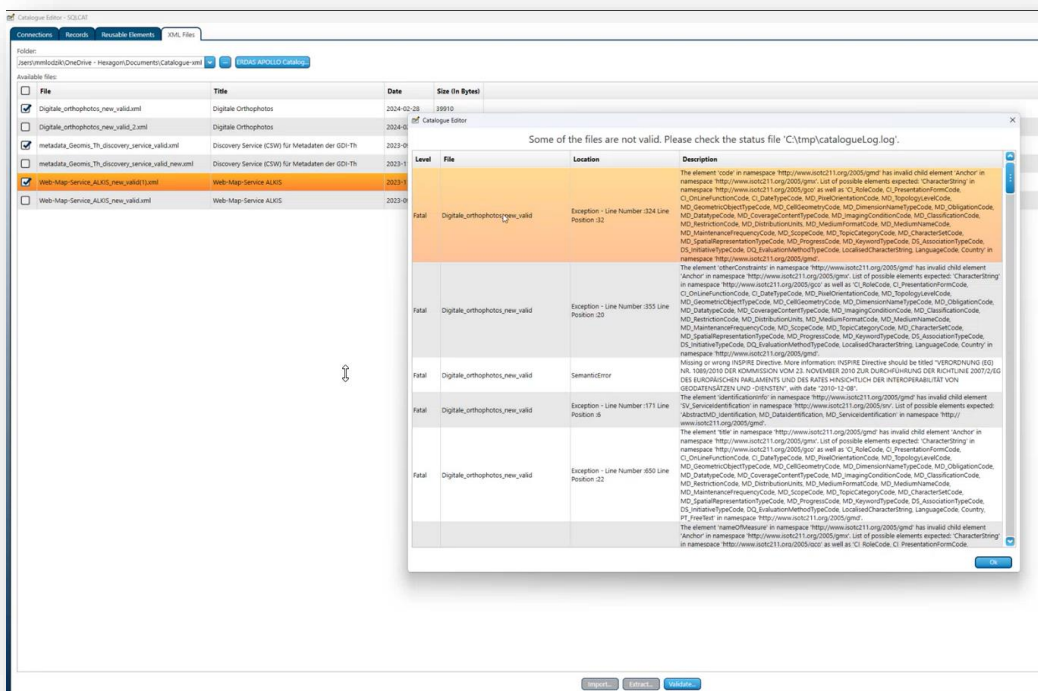 Catalogue Editor - SQLCAT
Connections Records Reusable Elements XML Files
Folder:
Jsers\mmlodzik\OneDrive - Hexagon\Documents\Catalogue-xml ... ERDAS APOLLO Catalog...
Available files:
File Title Date Size (In Bytes)
Digitale_orthophotos_new_valid.xml Digitale Orthophotos 2024-02-28 39910
Digitale_orthophotos_new_valid_2.xml Digitale Orthophotos 2024-0
metadata_Geomis_Th_discovery_service_valid.xml Discovery Service (CSW) für Metadaten der GDI-Th 2023-0
metadata_Geomis_Th_discovery_service_valid_new.xml Discovery Service (CSW) für Metadaten der GDI-Th 2023-1
Web-Map-Service_ALKIS_new_valid(1).xml Web-Map-Service ALKIS 2023-1
Web-Map-Service_ALKIS_new_valid.xml Web-Map-Service ALKIS 2023-0
Catalogue Editor
Some of the files are not valid. Please check the status file 'C:\tmp\catalogueLog.log'.
Level File Location Description
Fatal Digitale_orthophotos_new_valid Exception - Line Number :324 Line
Position :32
The element 'code' in namespace 'http://www.isotc211.org/2005/gmd' has invalid child element 'Anchor' in
namespace 'http://www.isotc211.org/2005/gmx'. List of possible elements expected: 'CharacterString' in
namespace 'http://www.isotc211.org/2005/gco' as well as 'CI_RoleCode, CI_PresentationFormCode,
CI_OnLineFunctionCode, CI_DateTypeCode, MD_PixelOrientationCode, MD_TopologyLevelCode,
MD_GeometricObjectTypeCode, MD_CellGeometryCode, MD_DimensionNameTypeCode, MD_ObligationCode,
MD_DatatypeCode, MD_CoverageContentTypeCode, MD_ImagingConditionCode, MD_ClassificationCode,
MD_RestrictionCode, MD_DistributionUnits, MD_MediumFormatCode, MD_MediumNameCode,
MD_MaintenanceFrequencyCode, MD_ScopeCode, MD_TopicCategoryCode, MD_CharacterSetCode,
MD_SpatialRepresentationTypeCode, MD_ProgressCode, MD_KeywordTypeCode, DS_AssociationTypeCode,
DS_InitiativeTypeCode, DQ_EvaluationMethodTypeCode, LocalisedCharacterString, LanguageCode, Country' in
namespace 'http://www.isotc211.org/2005/gmd'.
Fatal Digitale_orthophotos_new_valid Exception - Line Number :355 Line
Position :20
The element 'otherConstraints' in namespace 'http://www.isotc211.org/2005/gmd' has invalid child element
'Anchor' in namespace 'http://www.isotc211.org/2005/gmx'. List of possible elements expected: 'CharacterString'
in namespace 'http://www.isotc211.org/2005/gco' as well as 'CI_RoleCode, CI_PresentationFormCode,
CI_OnLineFunctionCode, CI_DateTypeCode, MD_PixelOrientationCode, MD_TopologyLevelCode,
MD_GeometricObjectTypeCode, MD_CellGeometryCode, MD_DimensionNameTypeCode, MD_ObligationCode,
MD_DatatypeCode, MD_CoverageContentTypeCode, MD_ImagingConditionCode, MD_ClassificationCode,
MD_RestrictionCode, MD_DistributionUnits, MD_MediumFormatCode, MD_MediumNameCode,
MD_MaintenanceFrequencyCode, MD_ScopeCode, MD_TopicCategoryCode, MD_CharacterSetCode,
MD_SpatialRepresentationTypeCode, MD_ProgressCode, MD_KeywordTypeCode, DS_AssociationTypeCode,
DS_InitiativeTypeCode, DQ_EvaluationMethodTypeCode, LocalisedCharacterString, LanguageCode, Country' in
namespace 'http://www.isotc211.org/2005/gmd'.
Fatal Digitale_orthophotos_new_valid SemanticError
Missing or wrong INSPIRE Directive. More information: INSPIRE Directive should be titled "VERORDNUNG (EG)
NR. 1089/2010 DER KOMMISSION VOM 23. NOVEMBER 2010 ZUR DURCHFÜHRUNG DER RICHTLINIE 2007/2/EG
DES EUROPÄISCHEN PARLAMENTS UND DES RATES HINSICHTLICH DER INTEROPERABILITÄT VON
GEODATENSÄTZEN UND -DIENSTEN", with date "2010-12-08".
Fatal Digitale_orthophotos_new_valid Exception - Line Number :171 Line
Position :6
The element 'identificationInfo' in namespace 'http://www.isotc211.org/2005/gmd' has invalid child element
'SV_ServiceIdentification' in namespace 'http://www.isotc211.org/2005/srv'. List of possible elements expected:
'AbstractMD_Identification, MD_DataIdentification, MD_ServiceIdentification' in namespace 'http://
www.isotc211.org/2005/gmd'.
Fatal Digitale_orthophotos_new_valid Exception - Line Number :650 Line
Position :22
The element 'title' in namespace 'http://www.isotc211.org/2005/gmd' has invalid child element 'Anchor' in
namespace 'http://www.isotc211.org/2005/gmx'. List of possible elements expected: 'CharacterString' in
namespace 'http://www.isotc211.org/2005/gco' as well as 'CI_RoleCode, CI_PresentationFormCode,
CI_OnLineFunctionCode, CI_DateTypeCode, MD_PixelOrientationCode, MD_TopologyLevelCode,
MD_GeometricObjectTypeCode, MD_CellGeometryCode, MD_DimensionNameTypeCode, MD_ObligationCode,
MD_DatatypeCode, MD_CoverageContentTypeCode, MD_ImagingConditionCode, MD_ClassificationCode,
MD_RestrictionCode, MD_DistributionUnits, MD_MediumFormatCode, MD_MediumNameCode,
MD_MaintenanceFrequencyCode, MD_ScopeCode, MD_TopicCategoryCode, MD_CharacterSetCode,
MD_SpatialRepresentationTypeCode, MD_ProgressCode, MD_KeywordTypeCode, DS_AssociationTypeCode,
DS_InitiativeTypeCode, DQ_EvaluationMethodTypeCode, LocalisedCharacterString, LanguageCode, Country,
PT_FreeText' in namespace 'http://www.isotc211.org/2005/gmd'.
The element 'nameOfMeasure' in namespace 'http://www.isotc211.org/2005/gmd' has invalid child element
'Anchor' in namespace 'http://www.isotc211.org/2005/gmx'. List of possible elements expected: 'CharacterString'
in namespace 'http://www.isotc211.org/2005/gco' as well as 'CI_RoleCode, CI_PresentationFormCode,
Ok
Import... Extract... Validate...